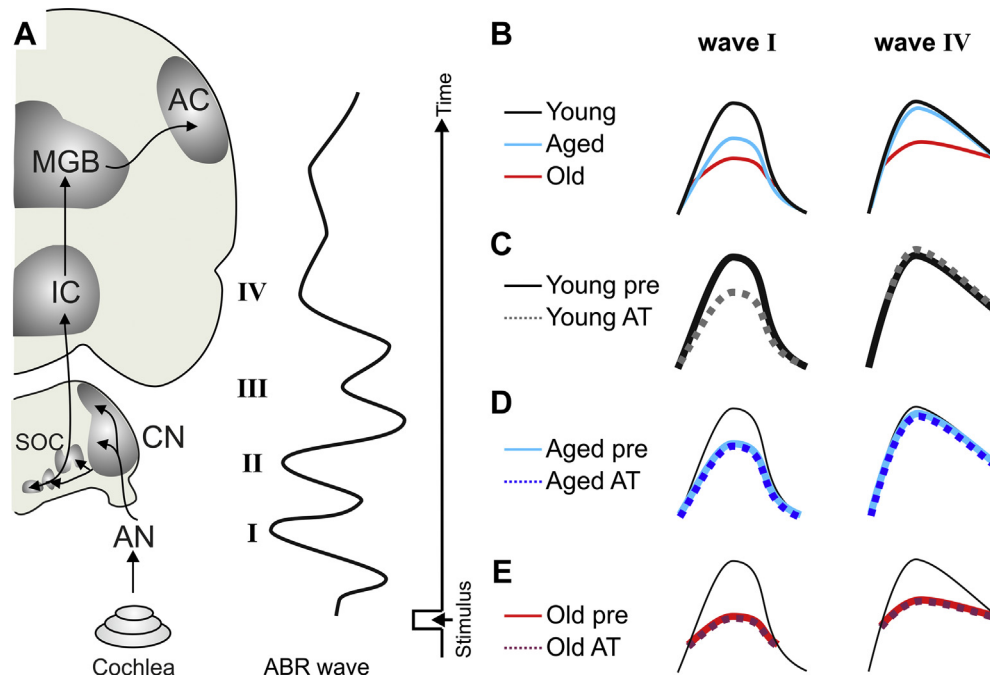 A
AC
MGB
IC
SOC
CN
AN
Cochlea
IV
III
II
I
ABR wave
Time
Stimulus
B
wave I
wave IV
Young
Aged
Old
C
Young pre
Young AT
D
Aged pre
Aged AT
E
Old pre
Old AT